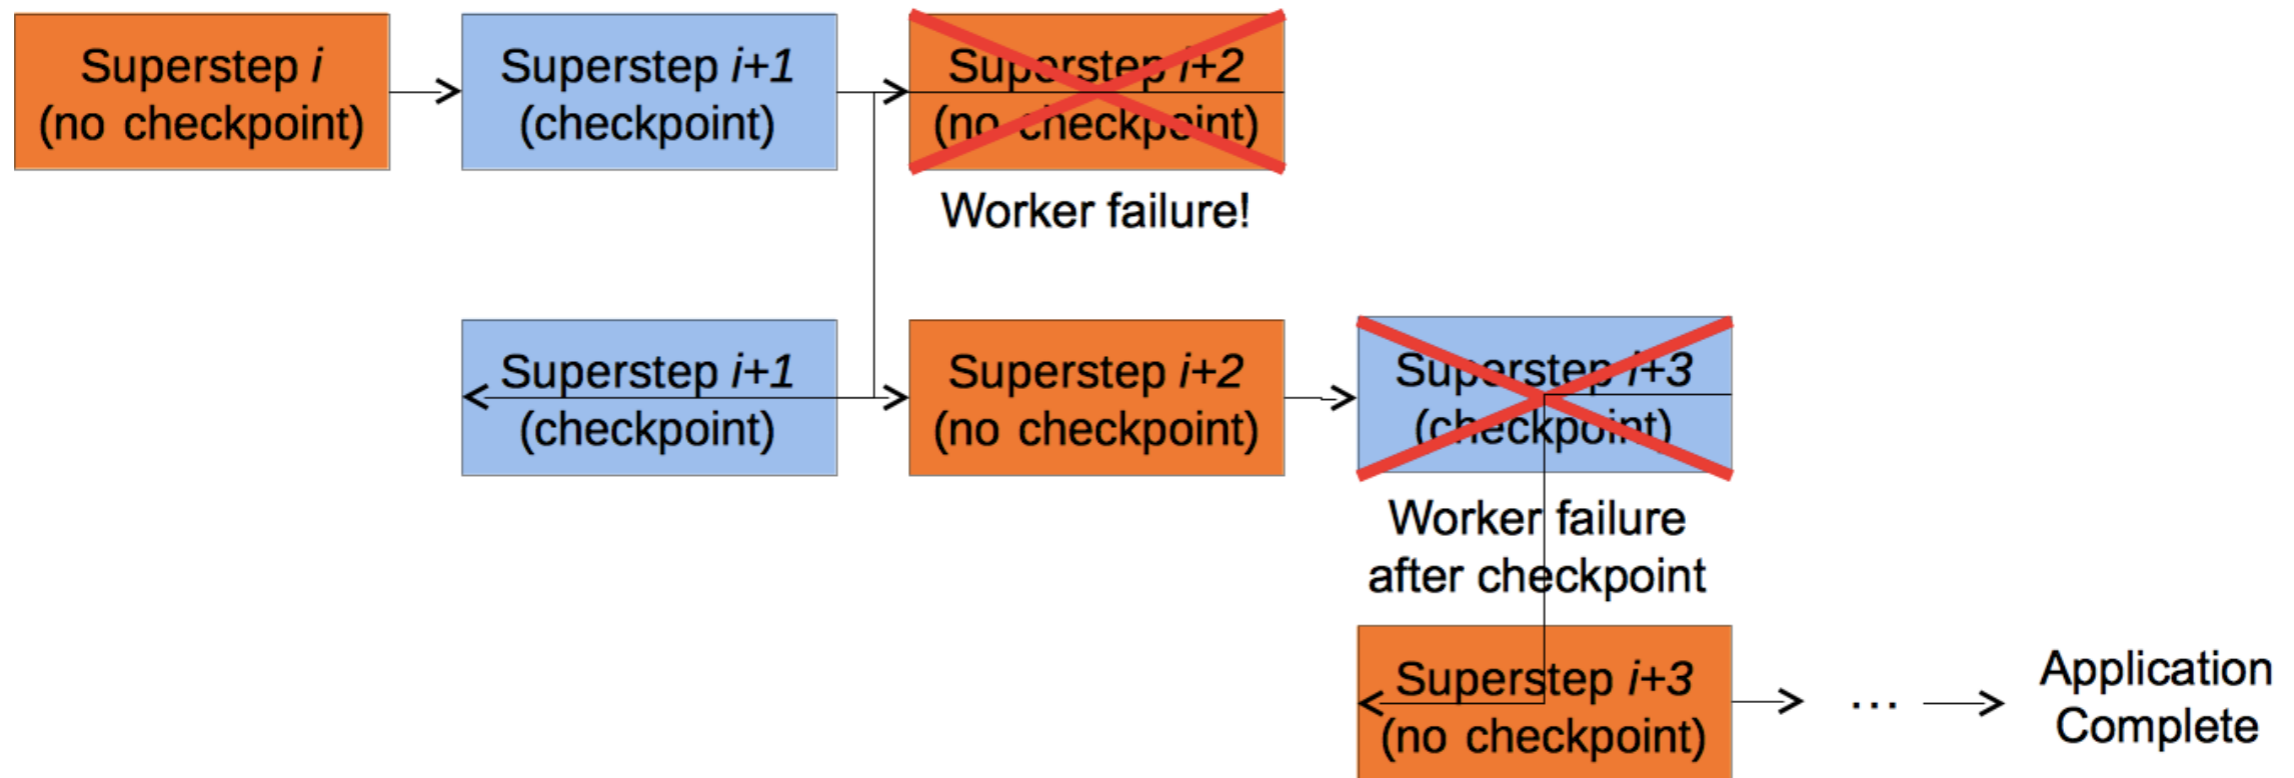 Superstep i
(no checkpoint)
Superstep i+1
(checkpoint)
Superstep i+2
(no checkpoint)
Worker failure!
Superstep i+1
(checkpoint)
Superstep i+2
(no checkpoint)
Superstep i+3
(checkpoint)
Worker failure
after checkpoint
Superstep i+3
(no checkpoint)
...
Application
Complete